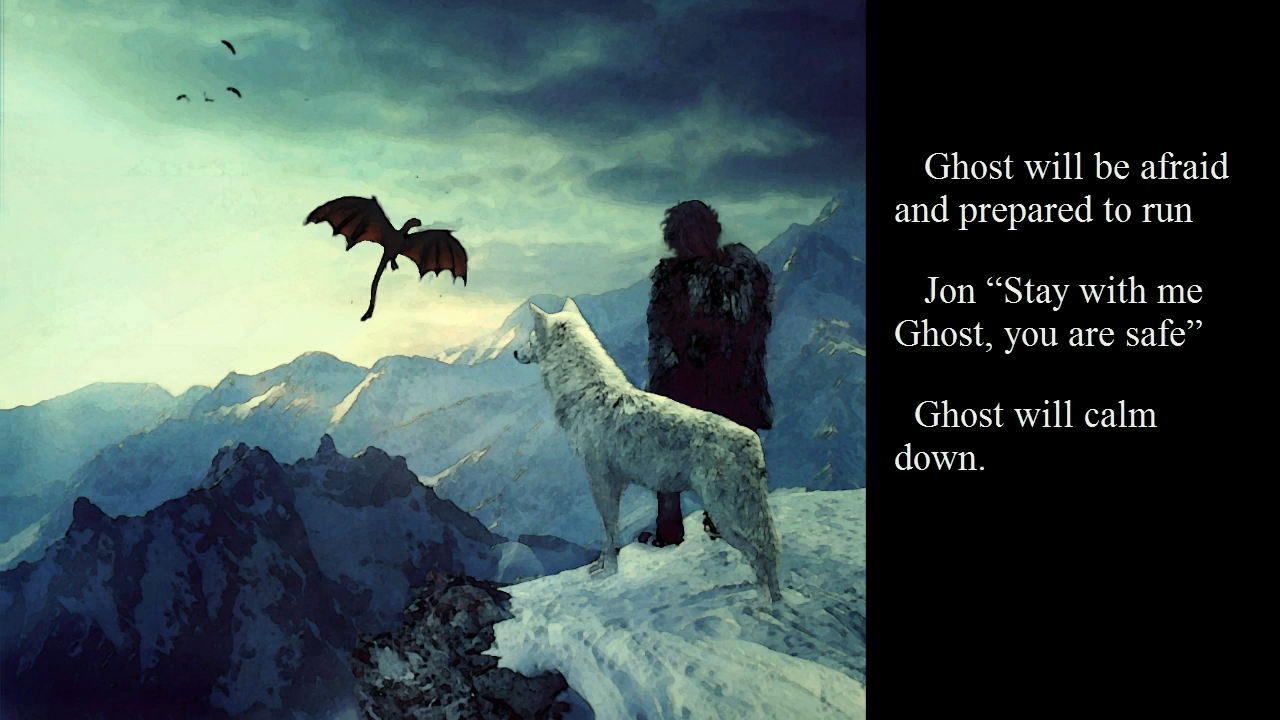 Ghost will be afraid
and prepared to run
Jon “Stay with me
Ghost, you are safe”
Ghost will calm
down.